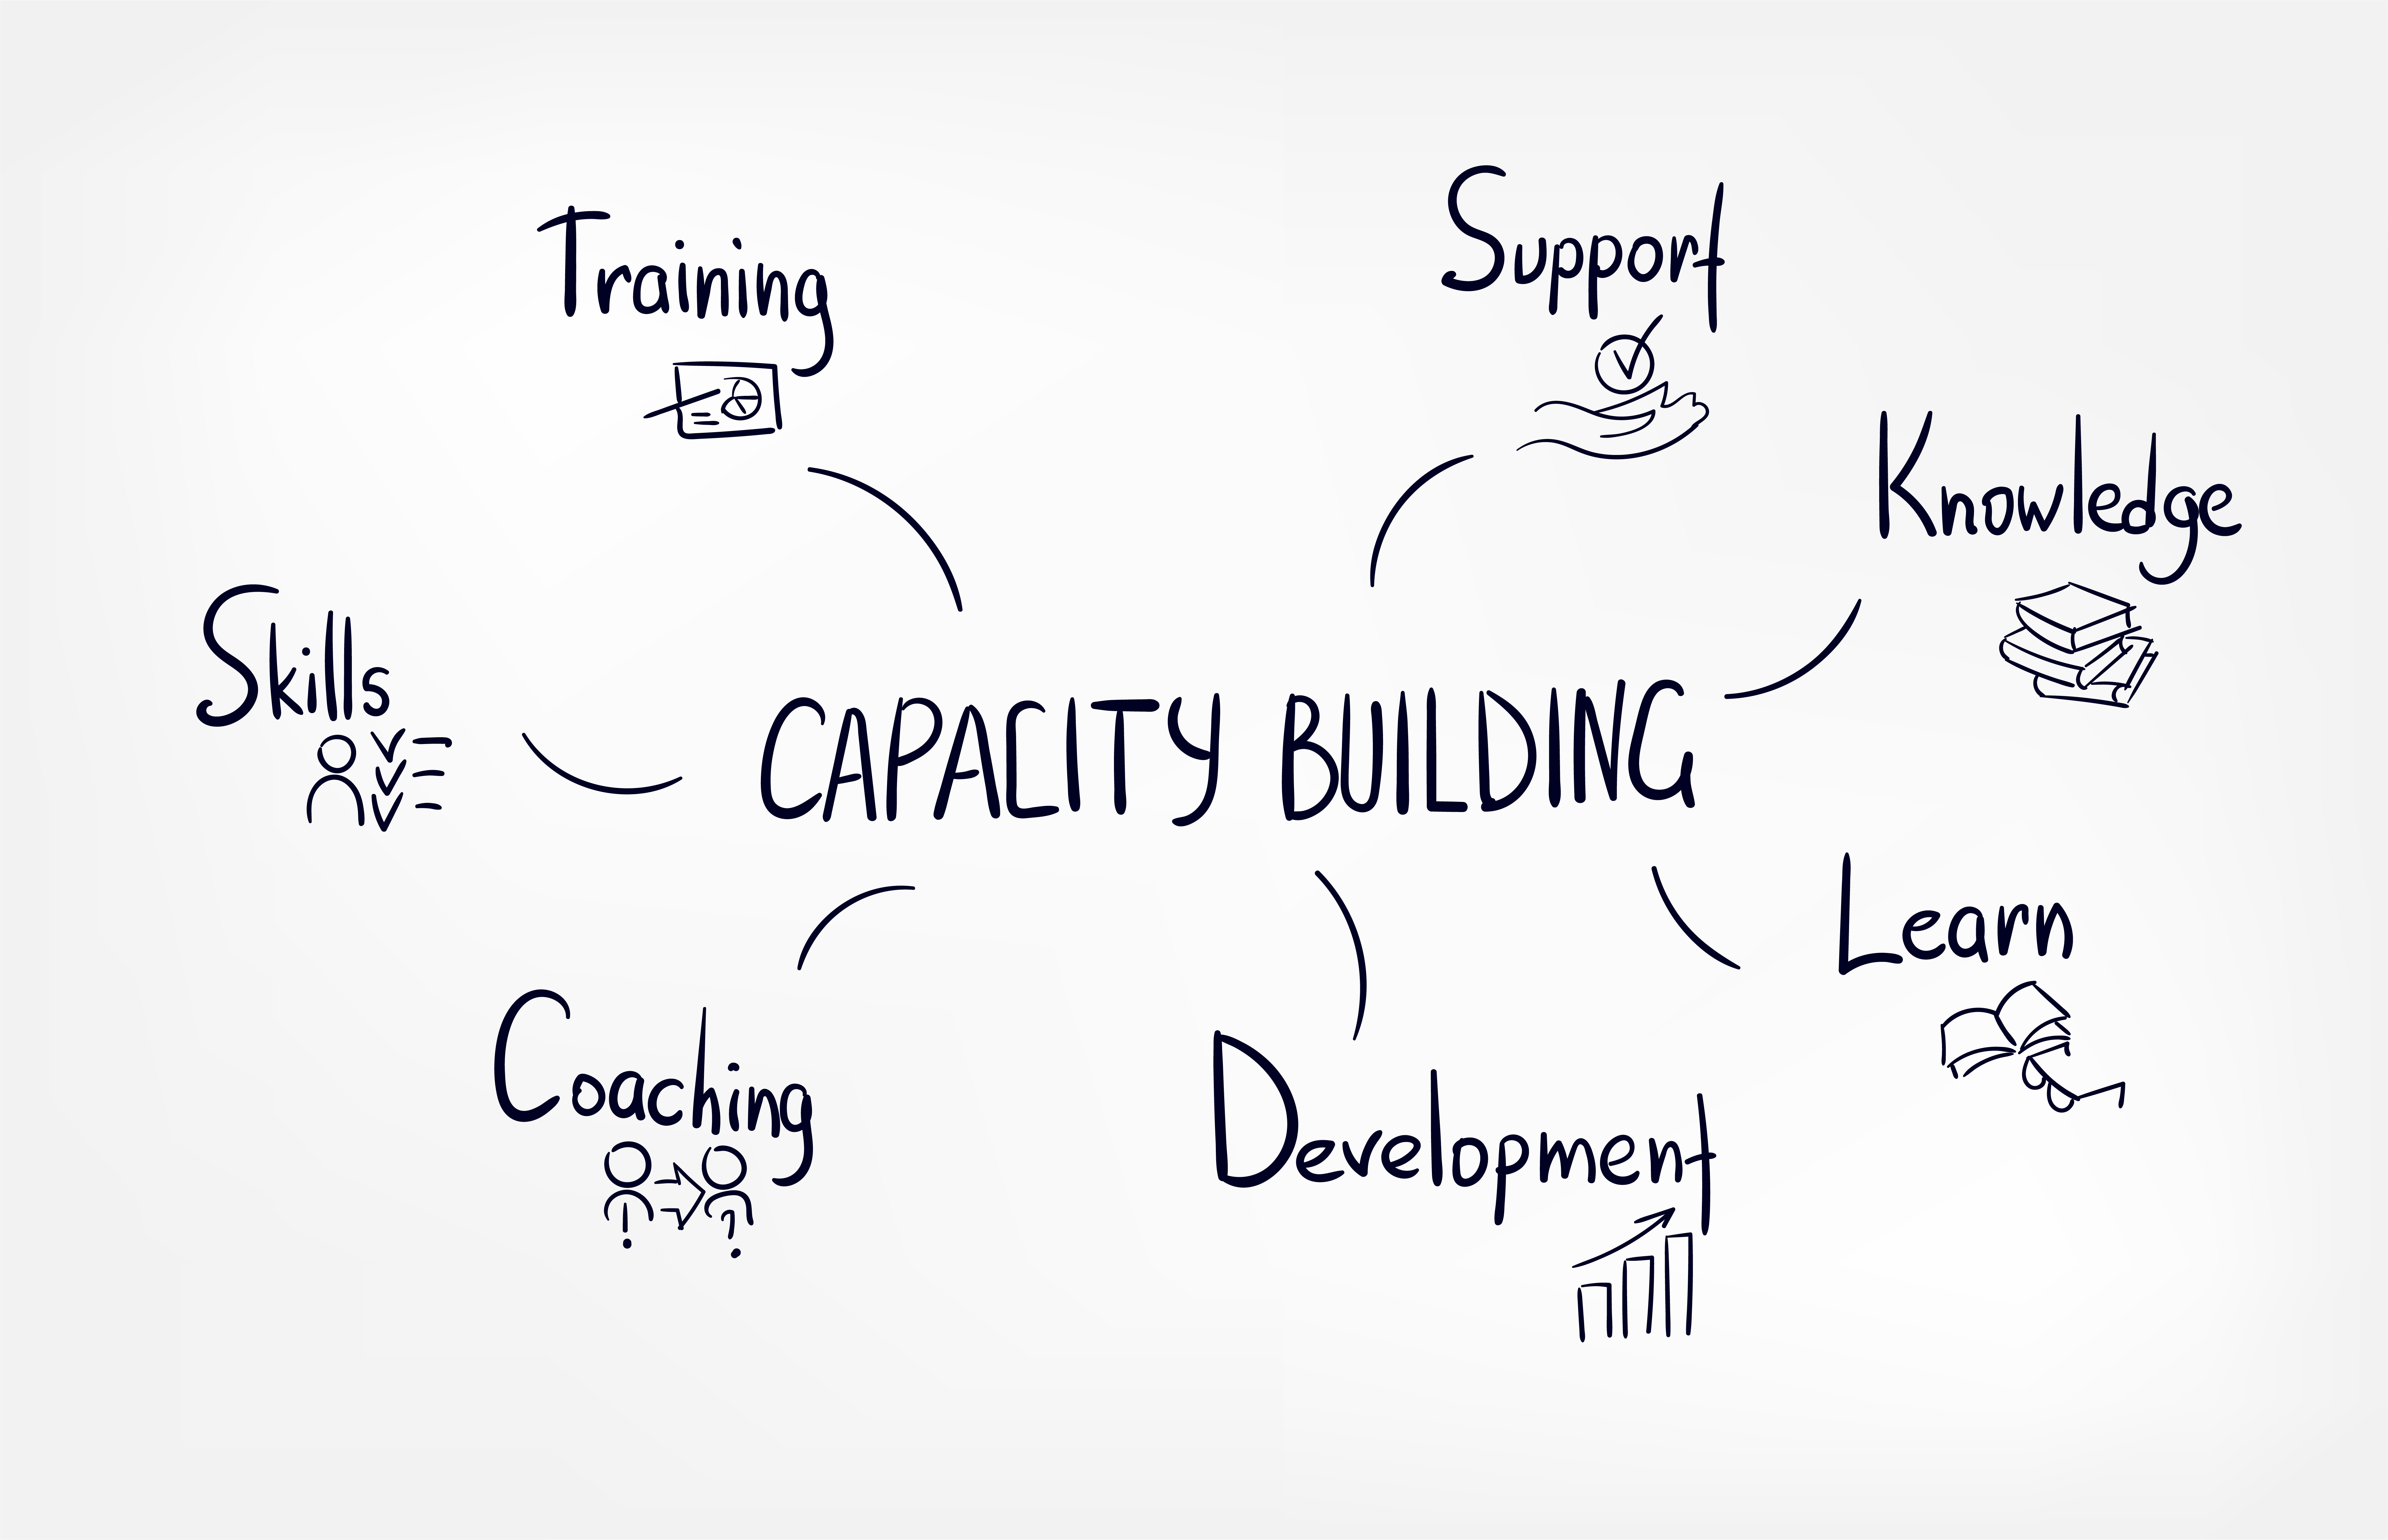 Training
Support
Knowledge
Skills
CAPACITY BUILDING
Learn
Coaching
Development